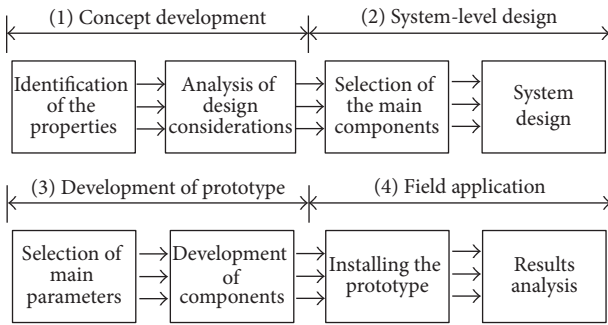 (1) Concept development
(2) System-level design
Identification
of the
properties
Analysis of
design
considerations
Selection of
the main
components
System
design
(3) Development of prototype
(4) Field application
Selection of
main
parameters
Development
of
components
Installing the
prototype
Results
analysis